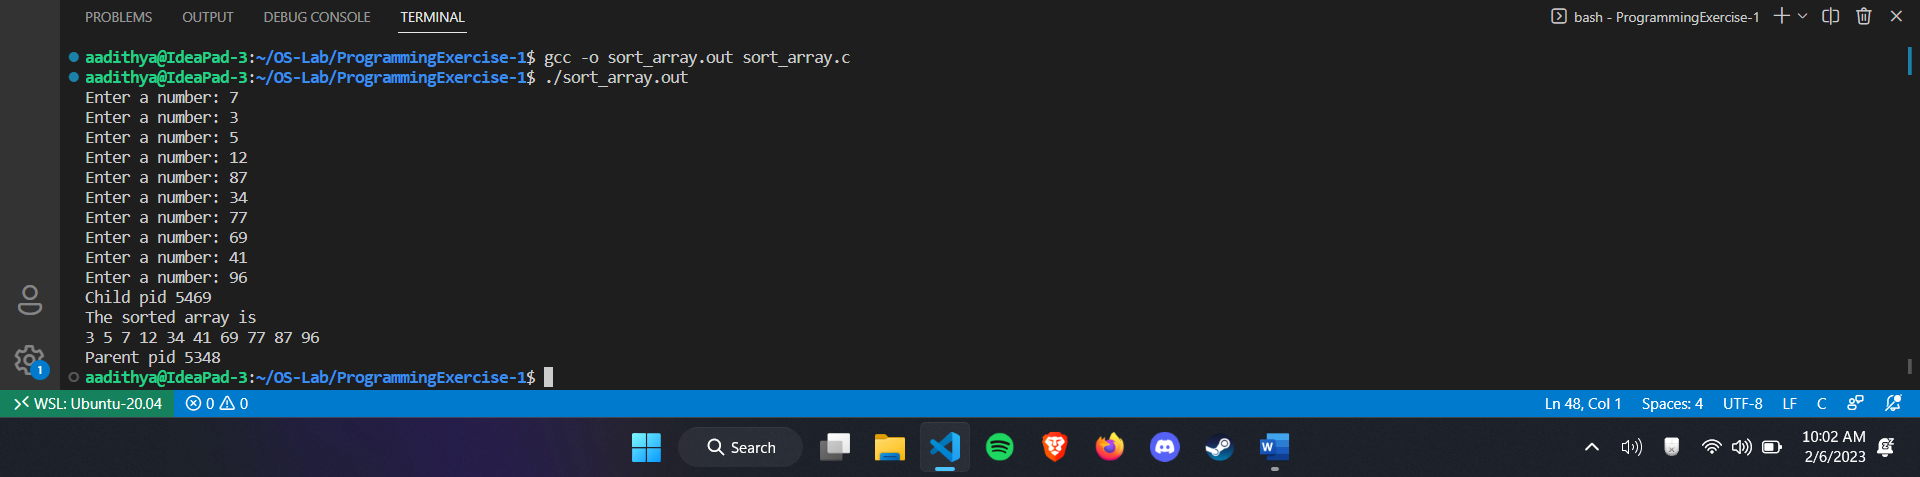 PROBLEMS OUTPUT DEBUG CONSOLE TERMINAL bash - ProgrammingExercise-1
aadithya@IdeaPad-3:~/OS-Lab/ProgrammingExercise-1$ gcc -o sort_array.out sort_array.c
aadithya@IdeaPad-3:~/OS-Lab/ProgrammingExercise-1$ ./sort_array.out
Enter a number: 7
Enter a number: 3
Enter a number: 5
Enter a number: 12
Enter a number: 87
Enter a number: 34
Enter a number: 77
Enter a number: 69
Enter a number: 41
Enter a number: 96
Child pid 5469
The sorted array is
3 5 7 12 34 41 69 77 87 96
Parent pid 5348
1
aadithya@IdeaPad-3:~/OS-Lab/ProgrammingExercise-1$
WSL: Ubuntu-20.04 0 0 Ln 48, Col 1 Spaces: 4 UTF-8 LF C
Search W 10:02 AM
2/6/2023